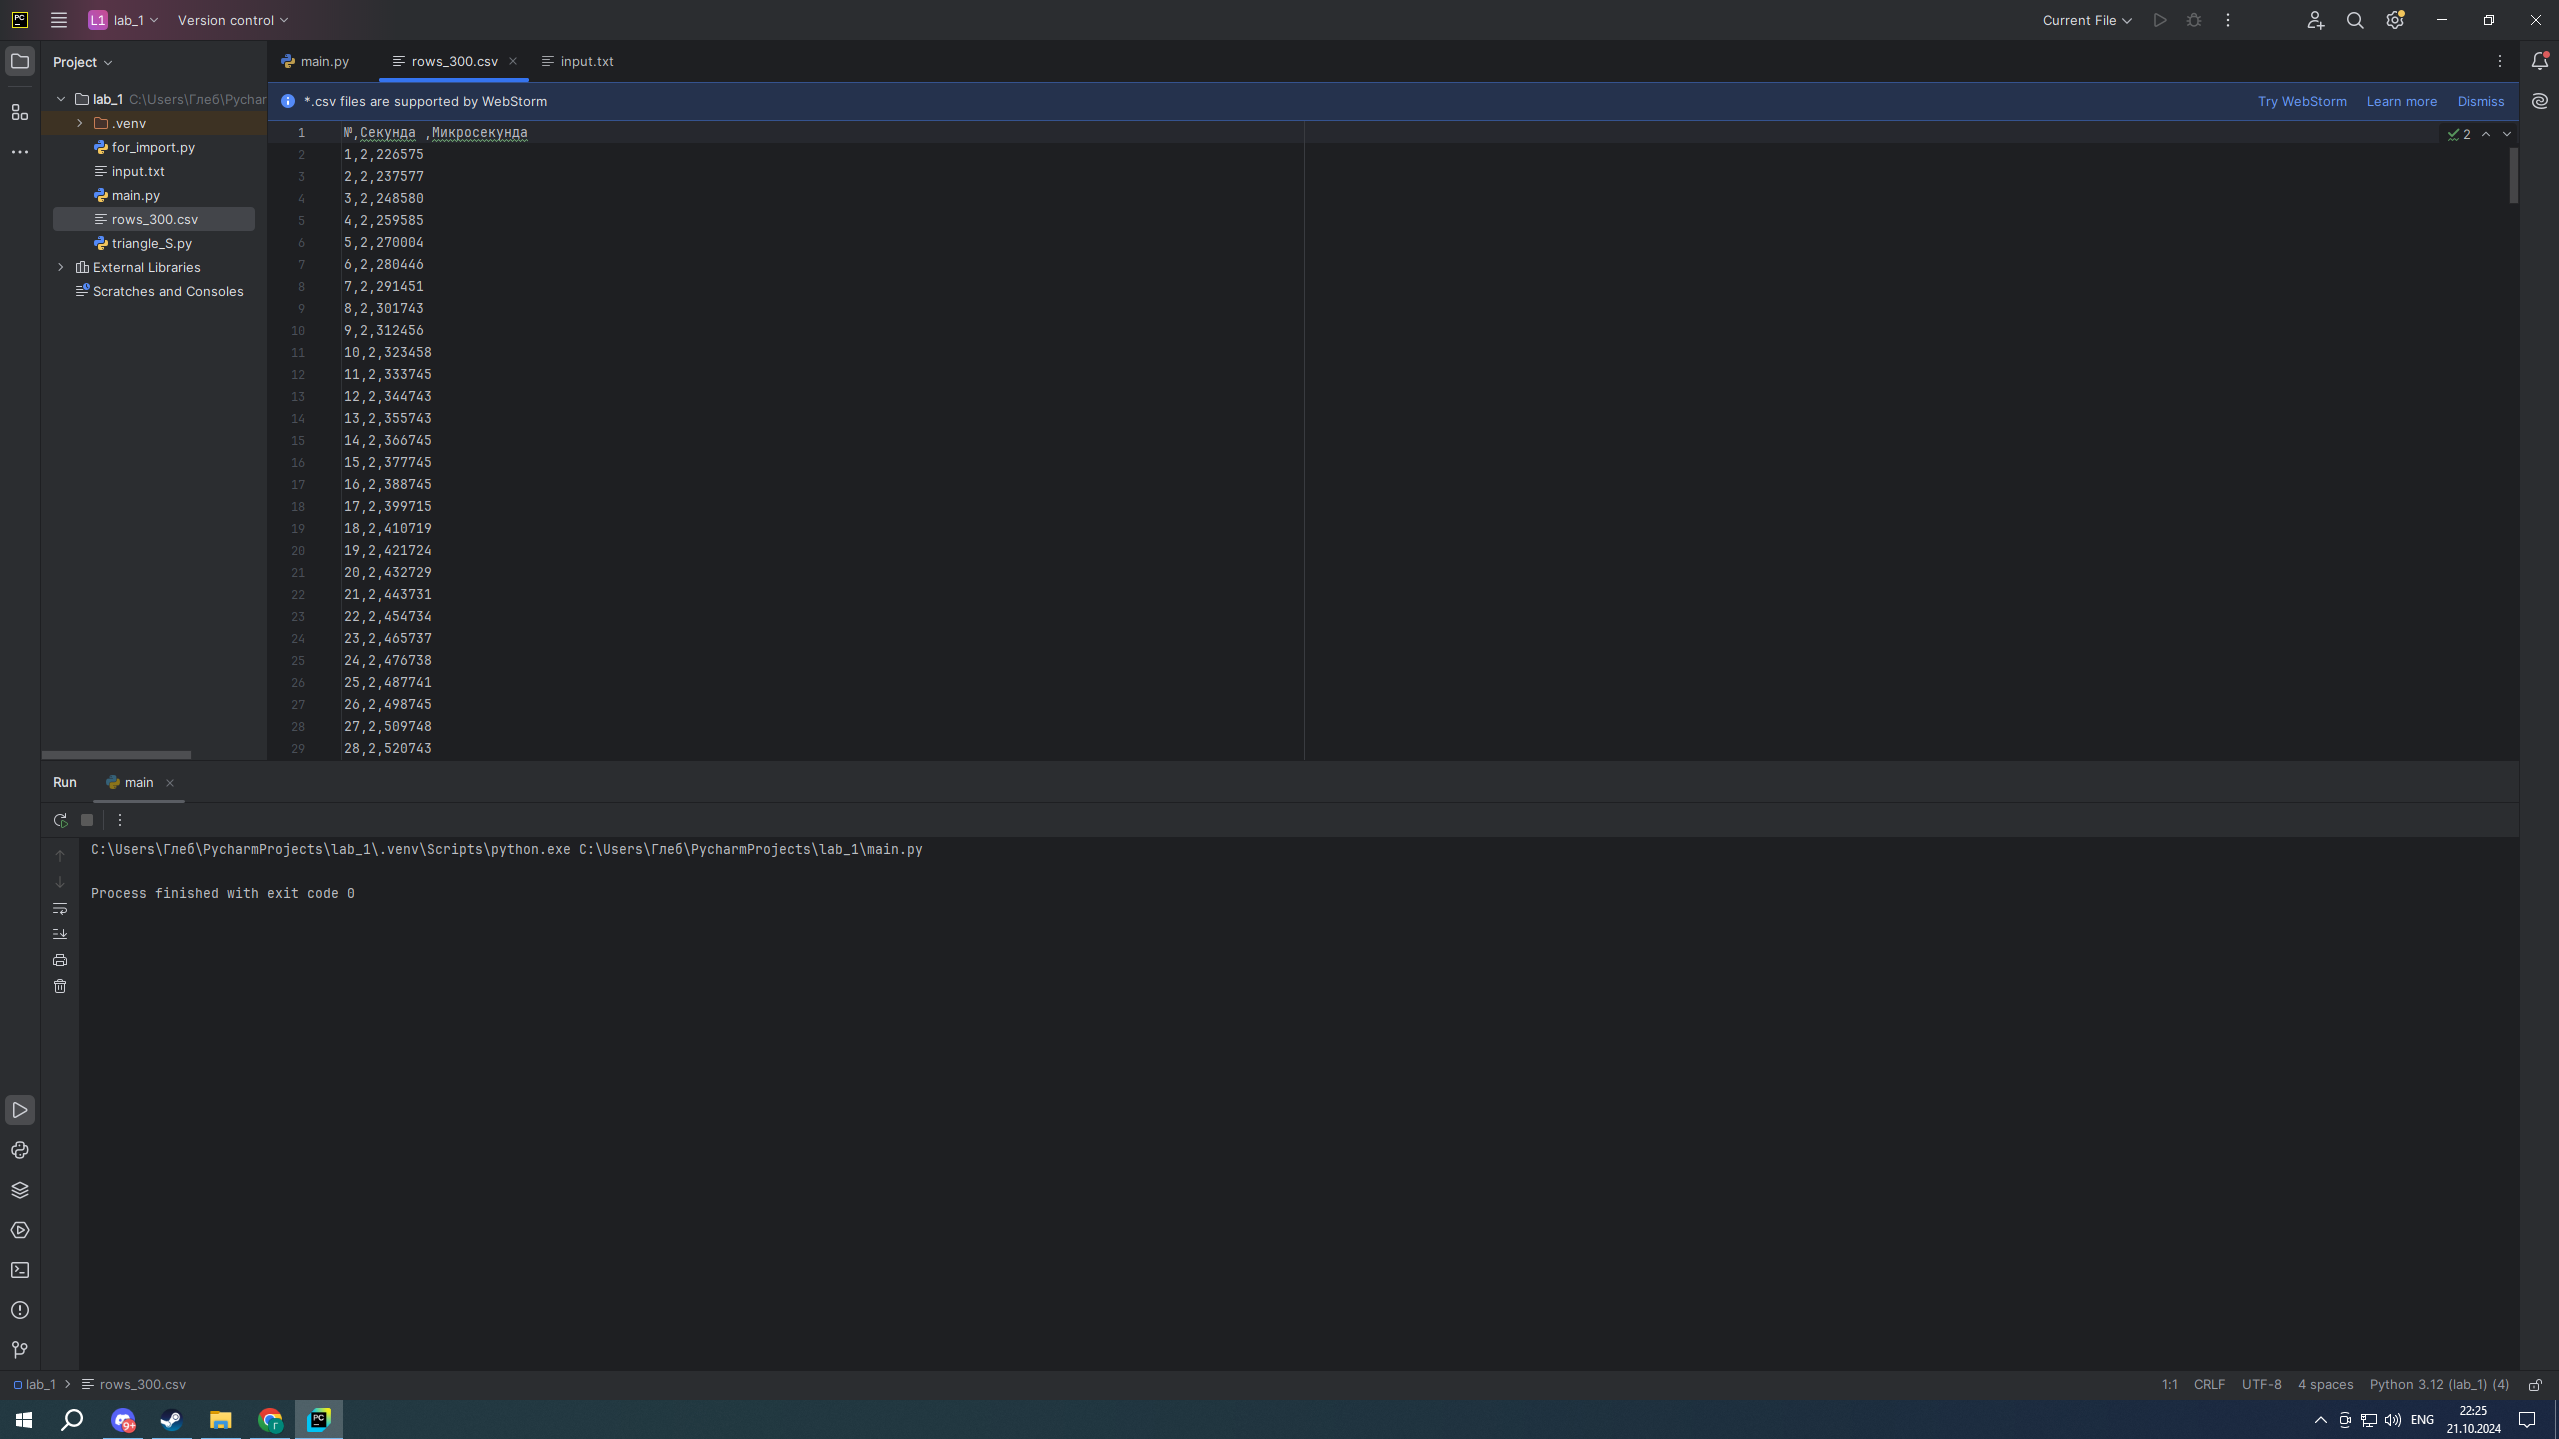 PC
L1 lab_1 Version control
Current File
Project
main.py rows_300.csv input.txt
lab_1 C:\Users\Глеб\Pychar
.venv
for_import.py
input.txt
main.py
rows_300.csv
triangle_S.py
External Libraries
Scratches and Consoles
*.csv files are supported by WebStorm Try WebStorm Learn more Dismiss
2
1 №,Секунда ,Микросекунда
2 1,2,226575
3 2,2,237577
4 3,2,248580
5 4,2,259585
6 5,2,270004
7 6,2,280446
8 7,2,291451
9 8,2,301743
10 9,2,312456
11 10,2,323458
12 11,2,333745
13 12,2,344743
14 13,2,355743
15 14,2,366745
16 15,2,377745
17 16,2,388745
18 17,2,399715
19 18,2,410719
20 19,2,421724
21 20,2,432729
22 21,2,443731
23 22,2,454734
24 23,2,465737
25 24,2,476738
26 25,2,487741
27 26,2,498745
28 27,2,509748
29 28,2,520743
Run main
C:\Users\Глеб\PycharmProjects\lab_1\.venv\Scripts\python.exe C:\Users\Глеб\PycharmProjects\lab_1\main.py
Process finished with exit code 0
lab_1 rows_300.csv
1:1 CRLF UTF-8 4 spaces Python 3.12 (lab_1) (4)
9+
Г
PC
ENG
22:25
21.10.2024